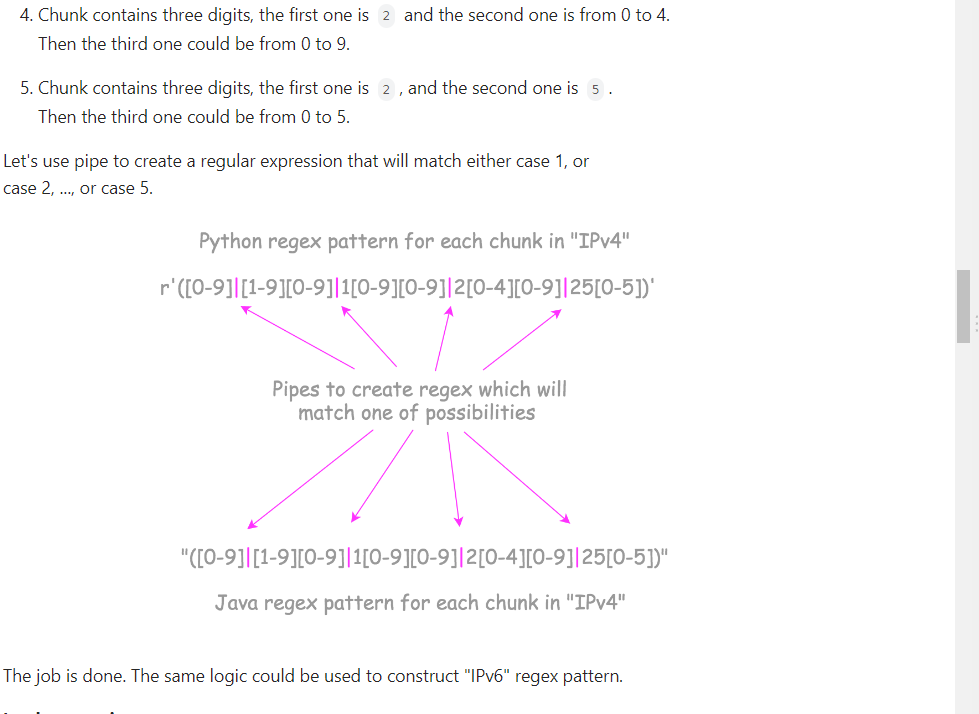 4. Chunk contains three digits, the first one is 2 and the second one is from 0 to 4.
Then the third one could be from 0 to 9.
5. Chunk contains three digits, the first one is 2 , and the second one is 5 .
Then the third one could be from 0 to 5.
Let's use pipe to create a regular expression that will match either case 1, or
case 2, ..., or case 5.
Python regex pattern for each chunk in "IPv4"
r'([0-9]|[1-9][0-9]|1[0-9][0-9]|2[0-4][0-9]|25[0-5])'
Pipes to create regex which will
match one of possibilities
"([0-9]|[1-9][0-9]|1[0-9][0-9]|2[0-4][0-9]|25[0-5])"
Java regex pattern for each chunk in "IPv4"
The job is done. The same logic could be used to construct "IPv6" regex pattern.